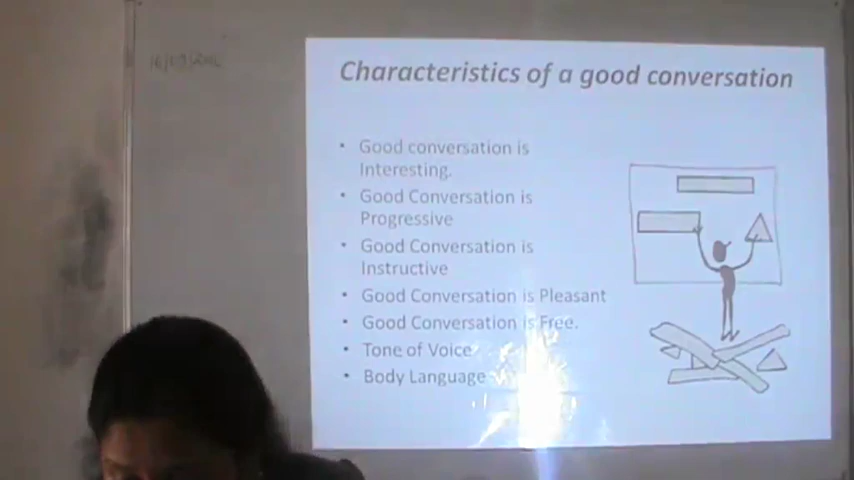 Characteristics of a good conversation
• Good conversation is
Interesting.
• Good Conversation is
Progressive
• Good Conversation is
Instructive
• Good Conversation is Pleasant
• Good Conversation is Free.
• Tone of Voice
• Body Language